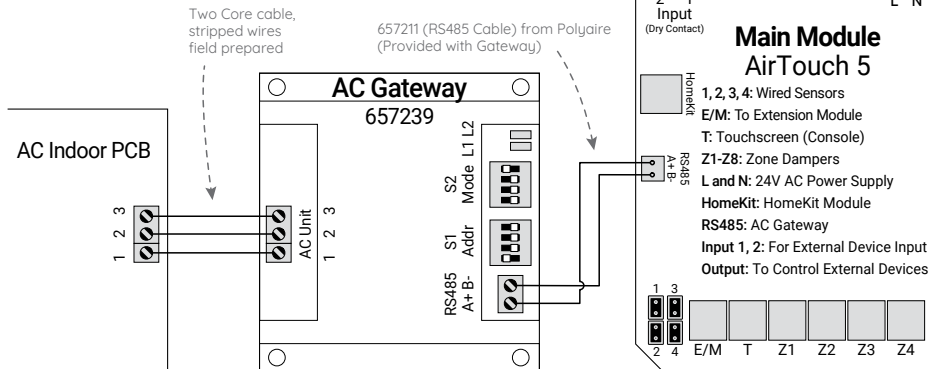 Two Core cable,
stripped wires
field prepared
657211 (RS485 Cable) from Polyaire
(Provided with Gateway)
AC Indoor PCB
3
2
1
AC Gateway
657239
AC Unit
3
2
1
L1 L2
S2
Mode
S1
Addr
RS485
A+ B-
2 1
Input
(Dry Contact)
L N
Main Module
AirTouch 5
HomeKit
RS485
A+ B-
1, 2, 3, 4: Wired Sensors
E/M: To Extension Module
T: Touchscreen (Console)
Z1-Z8: Zone Dampers
L and N: 24V AC Power Supply
HomeKit: HomeKit Module
RS485: AC Gateway
Input 1, 2: For External Device Input
Output: To Control External Devices
1 3
2 4
E/M T Z1 Z2 Z3 Z4